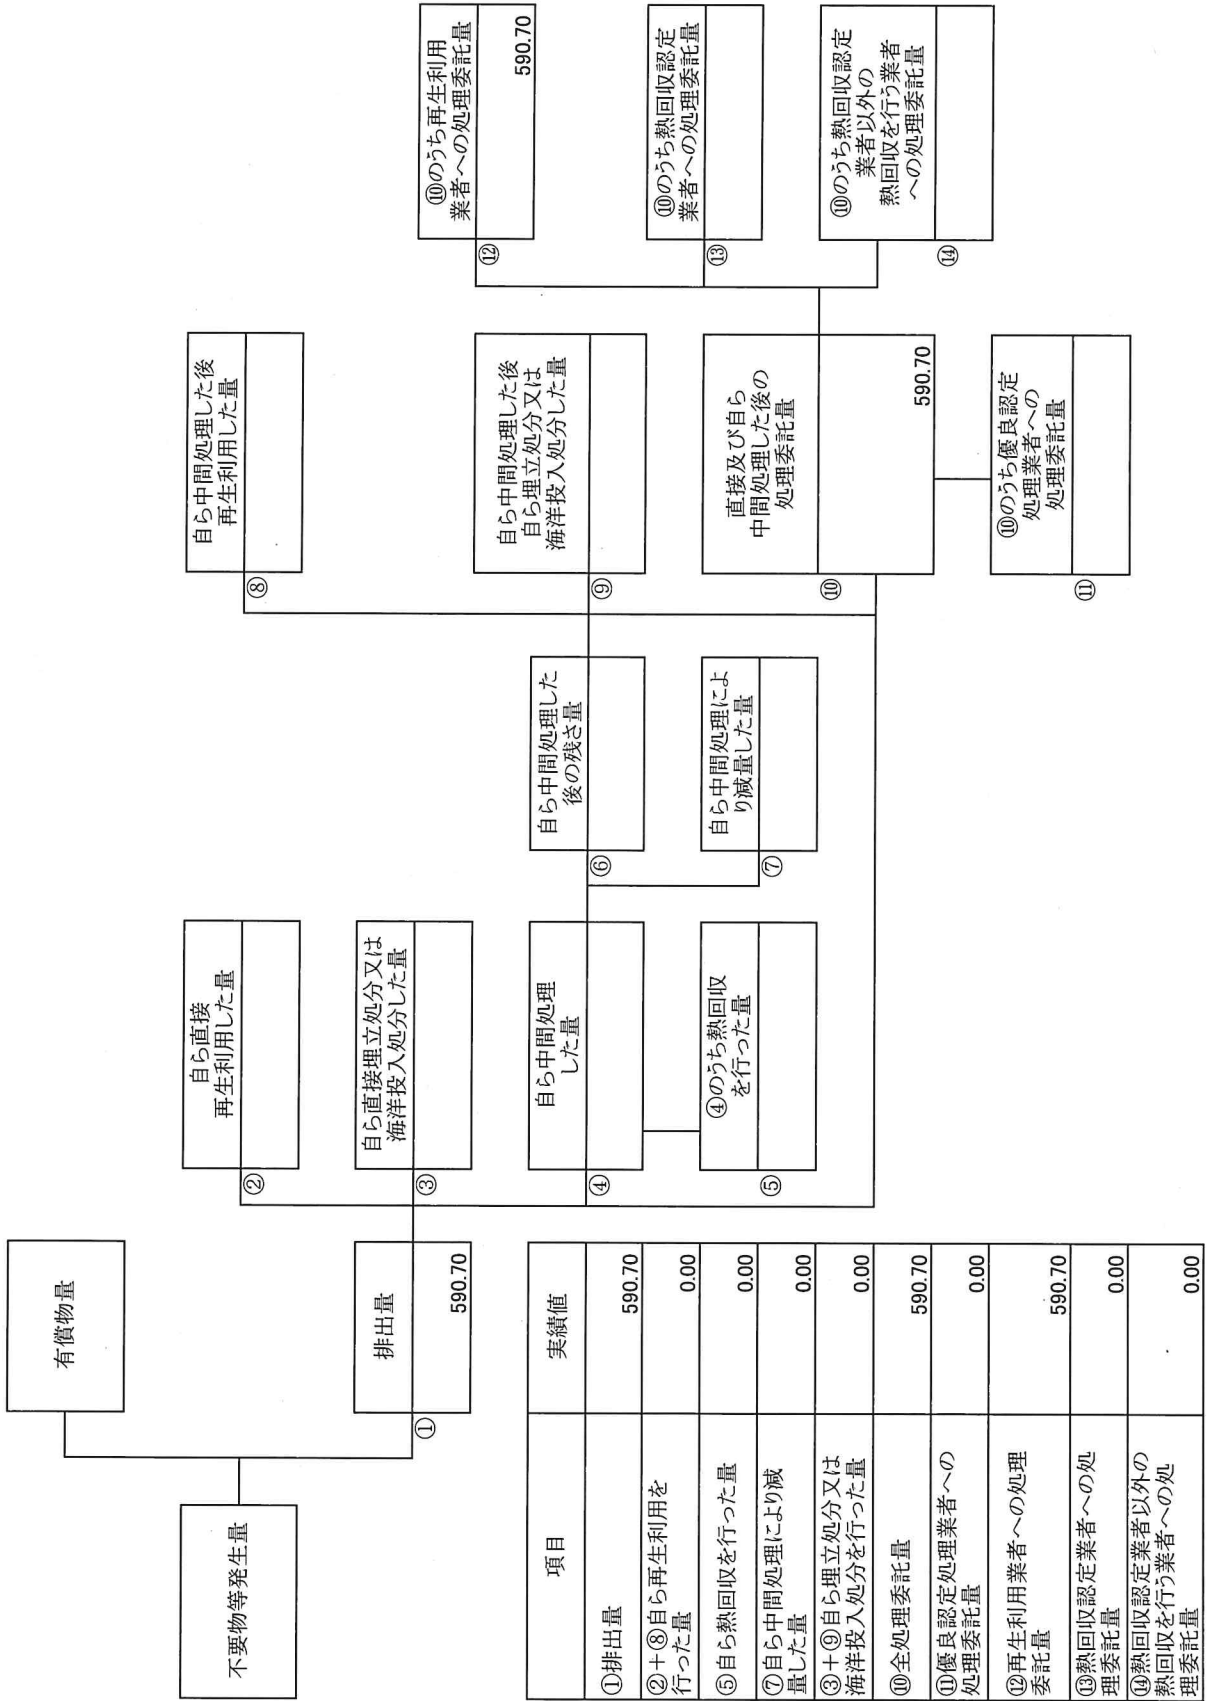 不要物等発生量
有償物量
①
排出量
590.70
②
自ら直接
再生利用した量
③
自ら直接埋立処分又は
海洋投入処分した量
④
自ら中間処理
した量
⑤
④のうち熱回収
を行った量
⑥
自ら中間処理した
後の残さ量
⑦
自ら中間処理によ
り減量した量
⑧
自ら中間処理した後
再生利用した量
⑨
自ら中間処理した後
自ら埋立処分又は
海洋投入処分した量
⑩
直接及び自ら
中間処理した後の
処理委託量
590.70
⑪
⑩のうち優良認定
処理業者への
処理委託量
⑫
⑩のうち再生利用
業者への処理委託量
590.70
⑬
⑩のうち熱回収認定
業者への処理委託量
⑭
⑩のうち熱回収認定
業者以外の
熱回収を行う業者
への処理委託量
項目 実績値
①排出量 590.70
②＋⑧自ら再生利用を
行った量 0.00
⑤自ら熱回収を行った量 0.00
⑦自ら中間処理により減
量した量 0.00
③＋⑨自ら埋立処分又は
海洋投入処分を行った量 0.00
⑩全処理委託量 590.70
⑪優良認定処理業者への
処理委託量 0.00
⑫再生利用業者への処理
委託量 590.70
⑬熱回収認定業者への処
理委託量 0.00
⑭熱回収認定業者以外の
熱回収を行う業者への処
理委託量 0.00